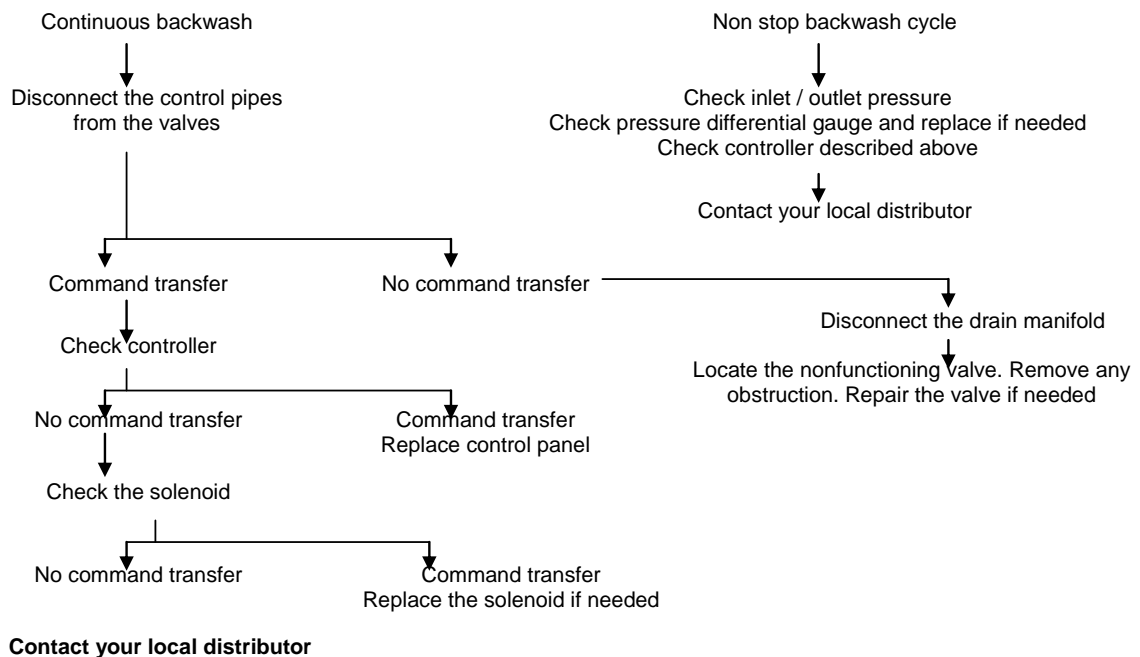 Continuous backwash
Non stop backwash cycle
Disconnect the control pipes
from the valves
Check inlet / outlet pressure
Check pressure differential gauge and replace if needed
Check controller described above
Contact your local distributor
Command transfer
No command transfer
Disconnect the drain manifold
Check controller
Locate the nonfunctioning valve. Remove any
obstruction. Repair the valve if needed
No command transfer
Command transfer
Replace control panel
Check the solenoid
No command transfer
Command transfer
Replace the solenoid if needed
Contact your local distributor